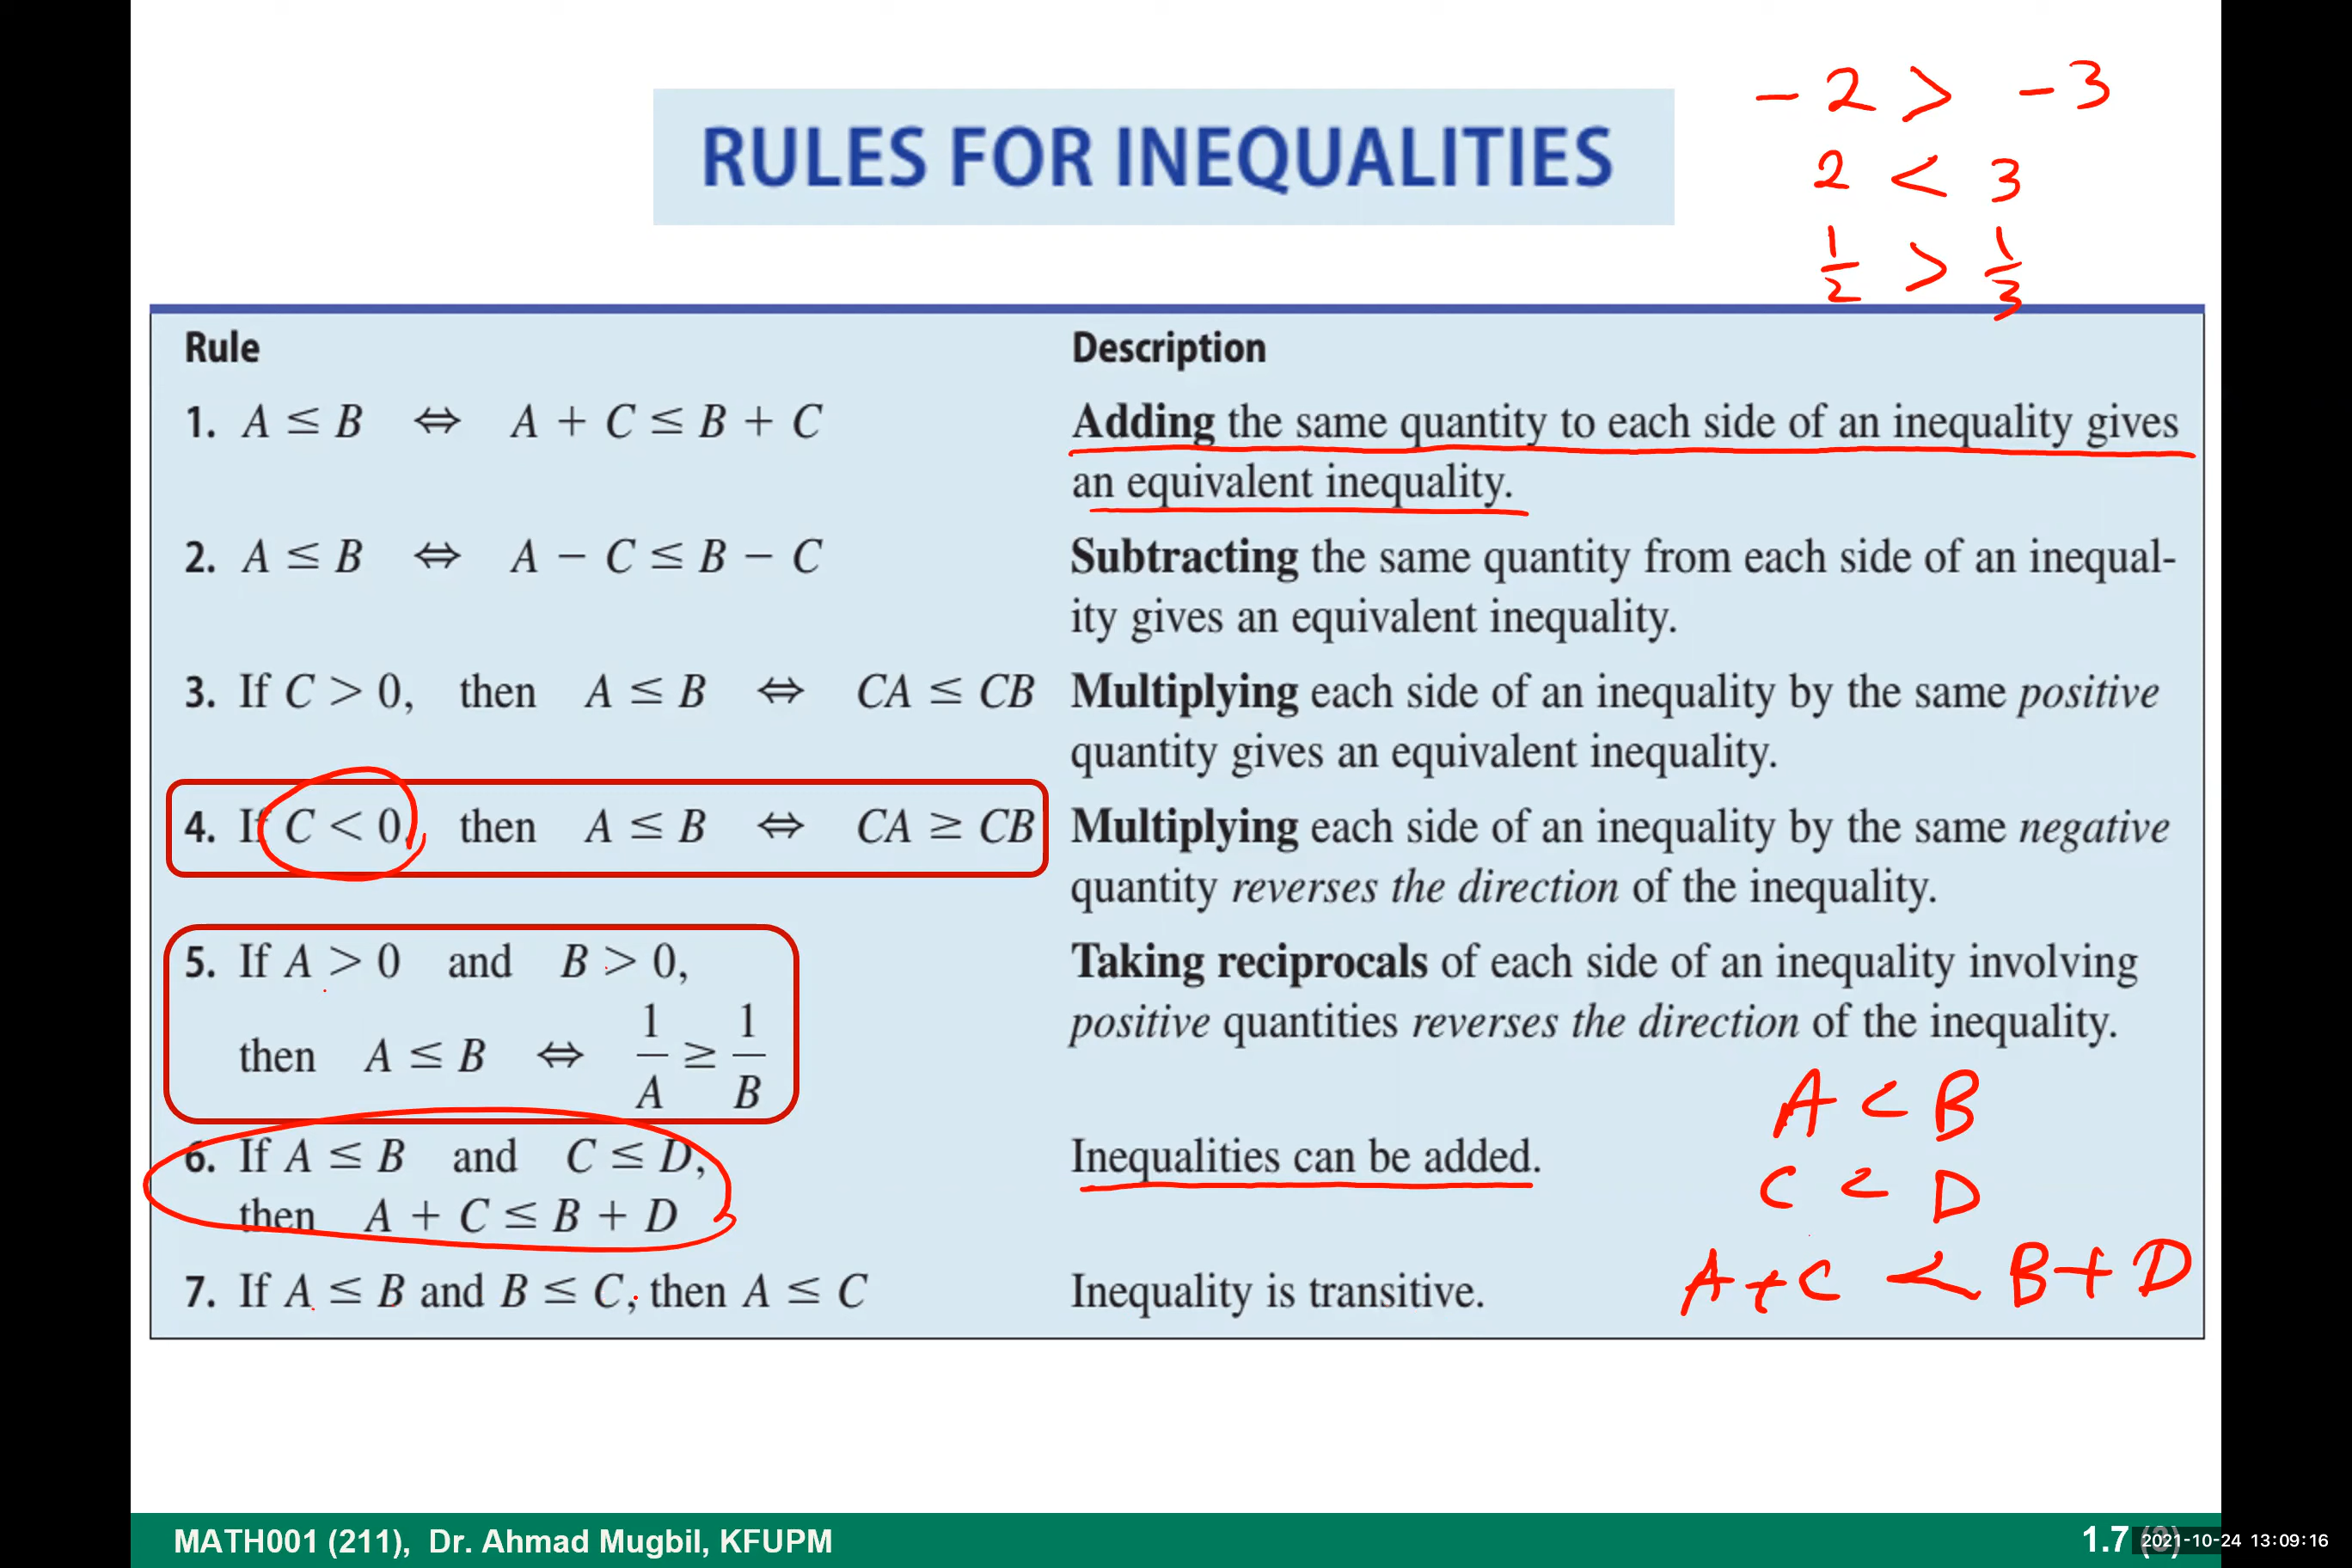 - 2 > - 3
RULES FOR INEQUALITIES
2 < 3
1/2 > 1/3
Rule Description
1. A ≤ B ⇔ A + C ≤ B + C Adding the same quantity to each side of an inequality gives
an equivalent inequality.
2. A ≤ B ⇔ A − C ≤ B − C Subtracting the same quantity from each side of an inequal-
ity gives an equivalent inequality.
3. If C > 0, then A ≤ B ⇔ CA ≤ CB Multiplying each side of an inequality by the same positive
quantity gives an equivalent inequality.
4. If C < 0, then A ≤ B ⇔ CA ≥ CB Multiplying each side of an inequality by the same negative
quantity reverses the direction of the inequality.
5. If A > 0 and B > 0, Taking reciprocals of each side of an inequality involving
positive quantities reverses the direction of the inequality.
then A ≤ B ⇔ 1/A ≥ 1/B
A < B
6. If A ≤ B and C ≤ D, Inequalities can be added.
C < D
then A + C ≤ B + D
A + C < B + D
7. If A ≤ B and B ≤ C, then A ≤ C Inequality is transitive.
MATH001 (211), Dr. Ahmad Mugbil, KFUPM 1.7 2021-10-24 13:09:16